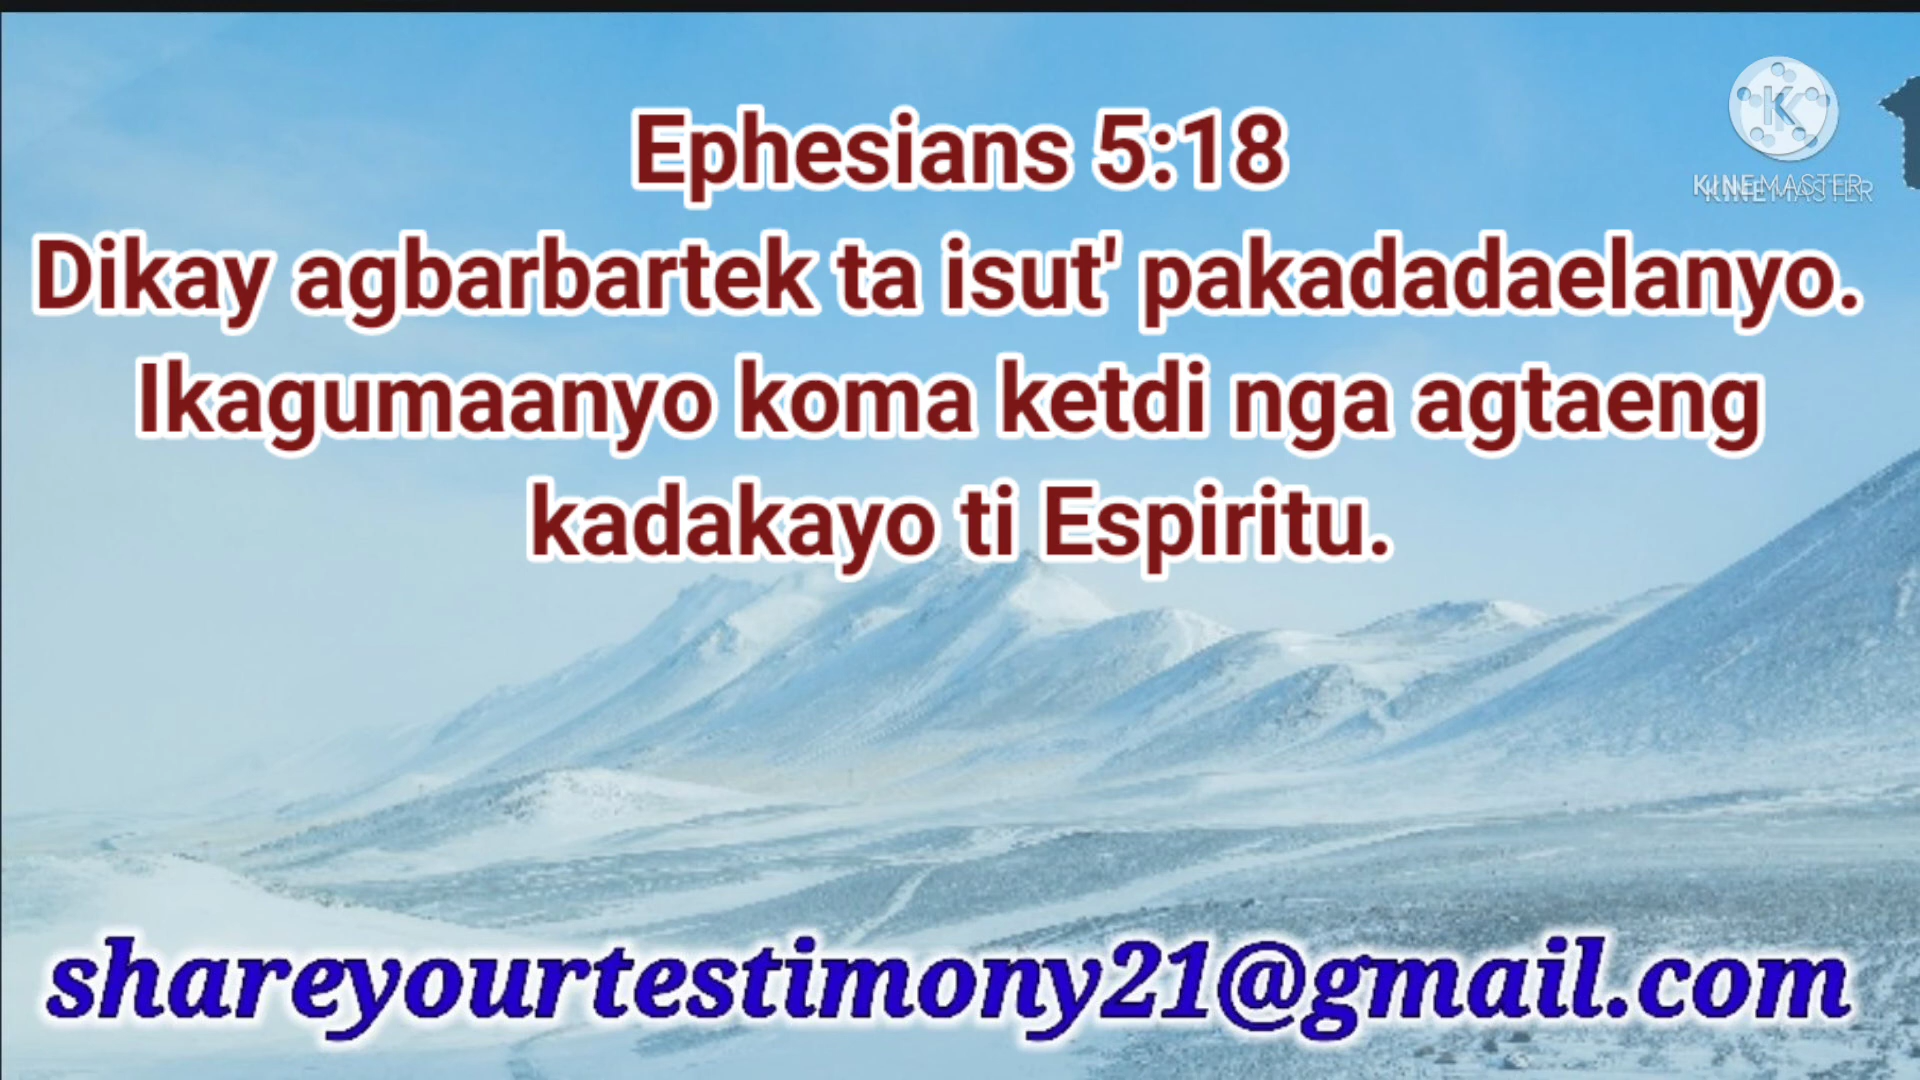 Ephesians 5:18
Dikay agbarbartek ta isut' pakadadaelanyo.
Ikagumaanyo koma ketdi nga agtaeng
kadakayo ti Espiritu.
KINEMASTER
KINEMASTER
shareyourtestimony21@gmail.com